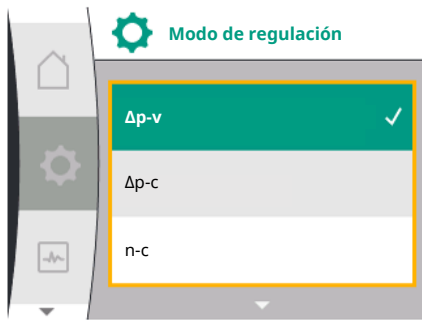 Modo de regulación
Δp-v
Δp-c
n-c